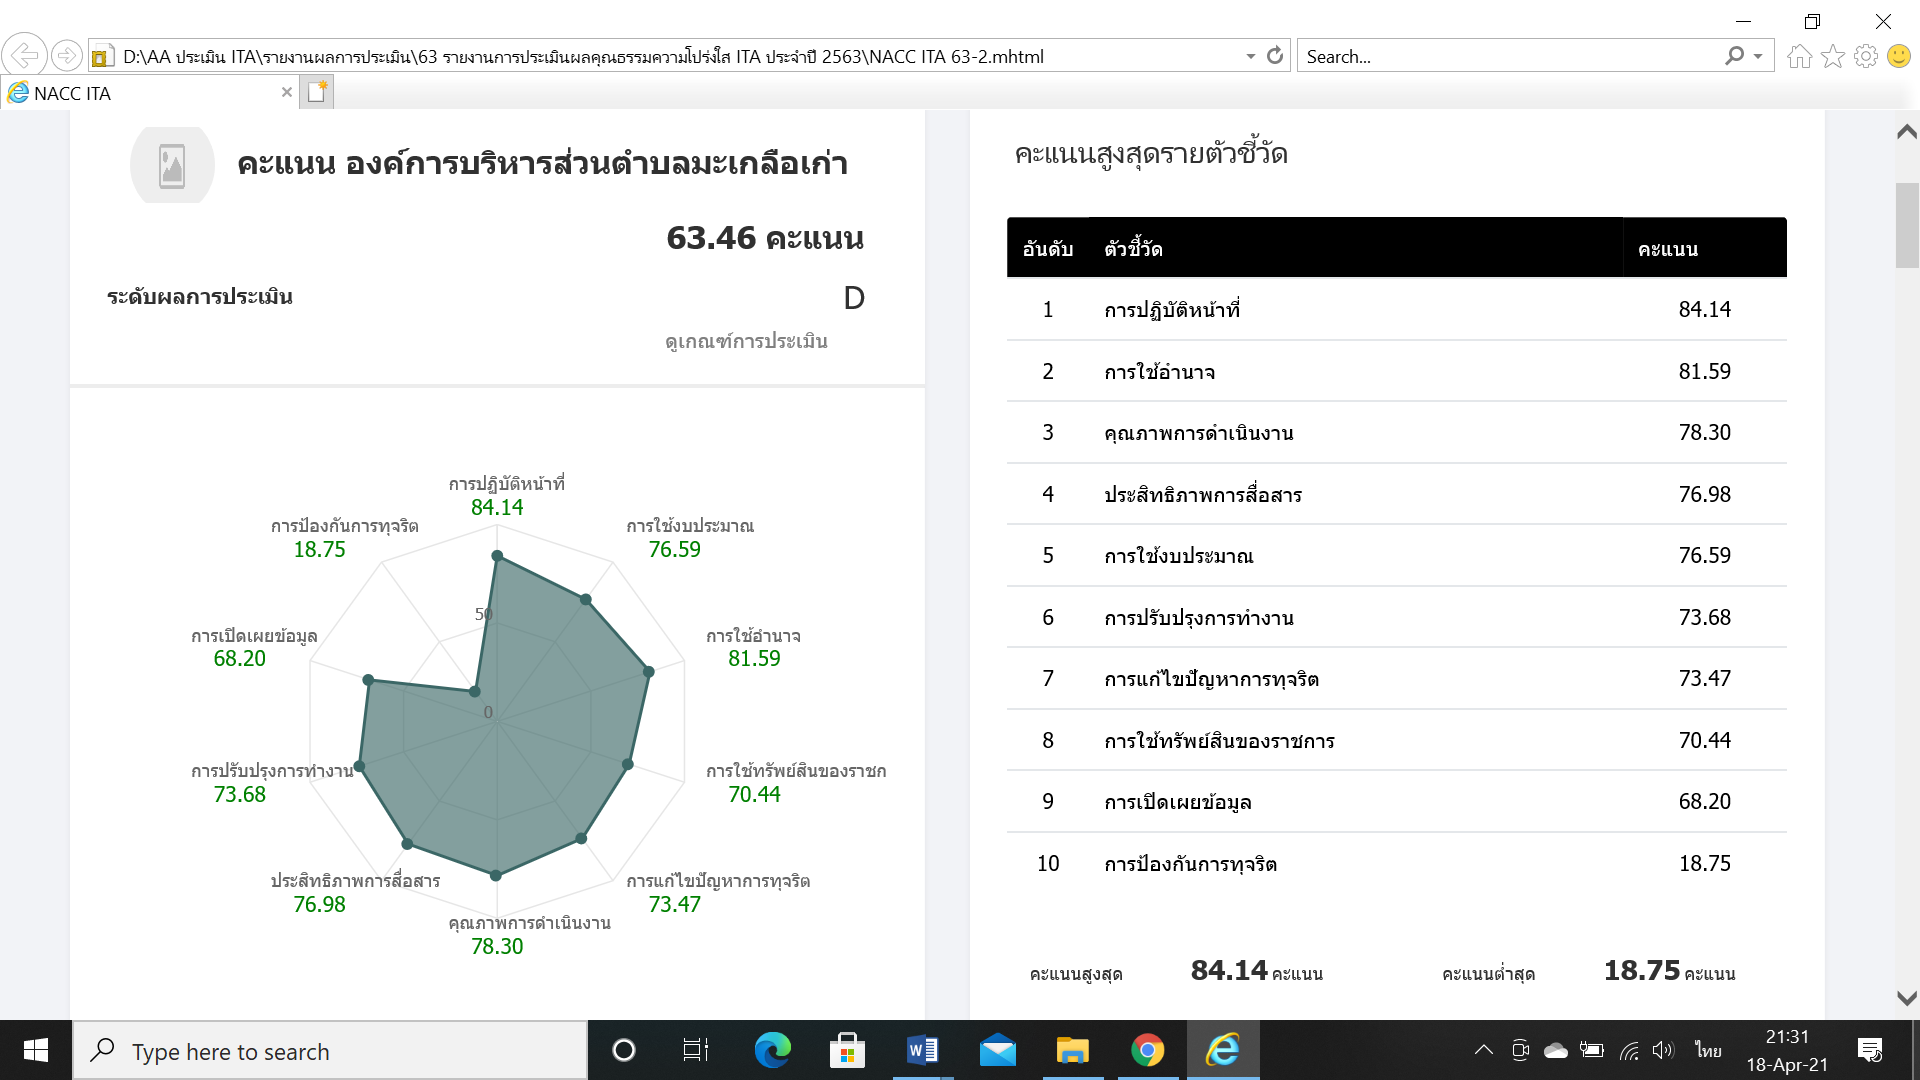 D:\AA ประเมิน ITA\รายงานผลการประเมิน\63 รายงานการประเมินผลคุณธรรมความโปร่งใส ITA ประจำปี 2563\NACC ITA 63-2.mhtml
Search...
NACC ITA
คะแนน องค์การบริหารส่วนตำบลมะเกลือเก่า
63.46 คะแนน
ระดับผลการประเมิน D
ดูเกณฑ์การประเมิน
การปฏิบัติหน้าที่
84.14
การป้องกันการทุจริต
18.75
การใช้งบประมาณ
76.59
การเปิดเผยข้อมูล
68.20
การใช้อำนาจ
81.59
50
0
การปรับปรุงการทำงาน
73.68
การใช้ทรัพย์สินของราชก
70.44
ประสิทธิภาพการสื่อสาร
76.98
การแก้ไขปัญหาการทุจริต
73.47
คุณภาพการดำเนินงาน
78.30
คะแนนสูงสุดรายตัวชี้วัด
อันดับ ตัวชี้วัด คะแนน
1 การปฏิบัติหน้าที่ 84.14
2 การใช้อำนาจ 81.59
3 คุณภาพการดำเนินงาน 78.30
4 ประสิทธิภาพการสื่อสาร 76.98
5 การใช้งบประมาณ 76.59
6 การปรับปรุงการทำงาน 73.68
7 การแก้ไขปัญหาการทุจริต 73.47
8 การใช้ทรัพย์สินของราชการ 70.44
9 การเปิดเผยข้อมูล 68.20
10 การป้องกันการทุจริต 18.75
คะแนนสูงสุด 84.14 คะแนน คะแนนต่ำสุด 18.75 คะแนน
Type here to search
ไทย
21:31
18-Apr-21